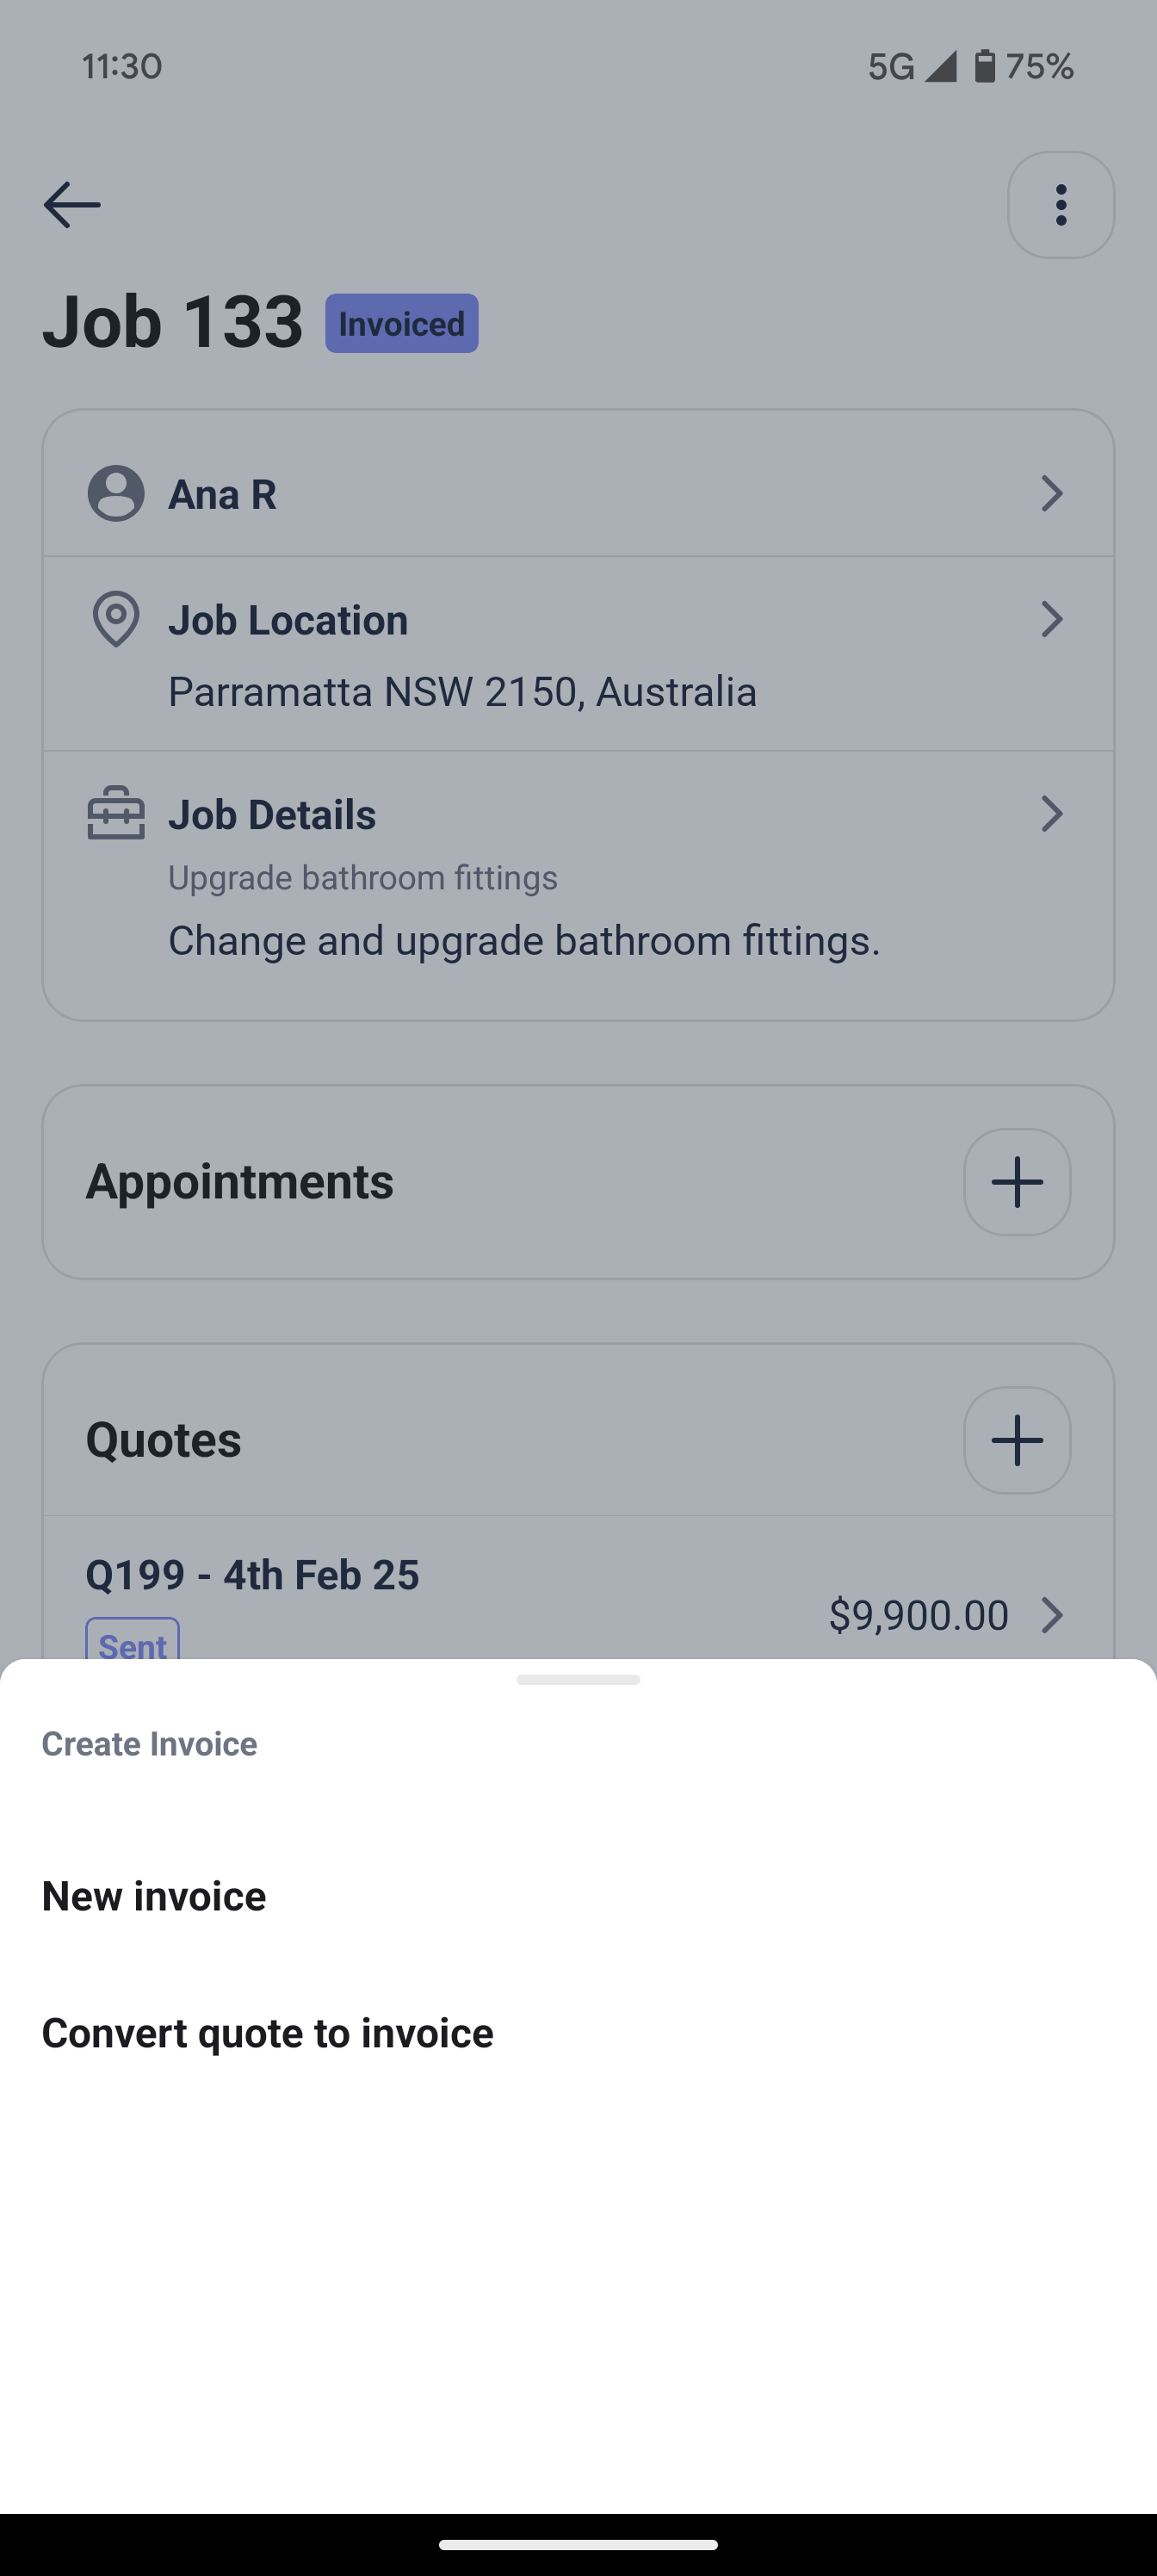 11:30 5G 75%
Job 133 Invoiced
Ana R
Job Location
Parramatta NSW 2150, Australia
Job Details
Upgrade bathroom fittings
Change and upgrade bathroom fittings.
Appointments
Quotes
Q199 - 4th Feb 25
$9,900.00
Sent
Create Invoice
New invoice
Convert quote to invoice